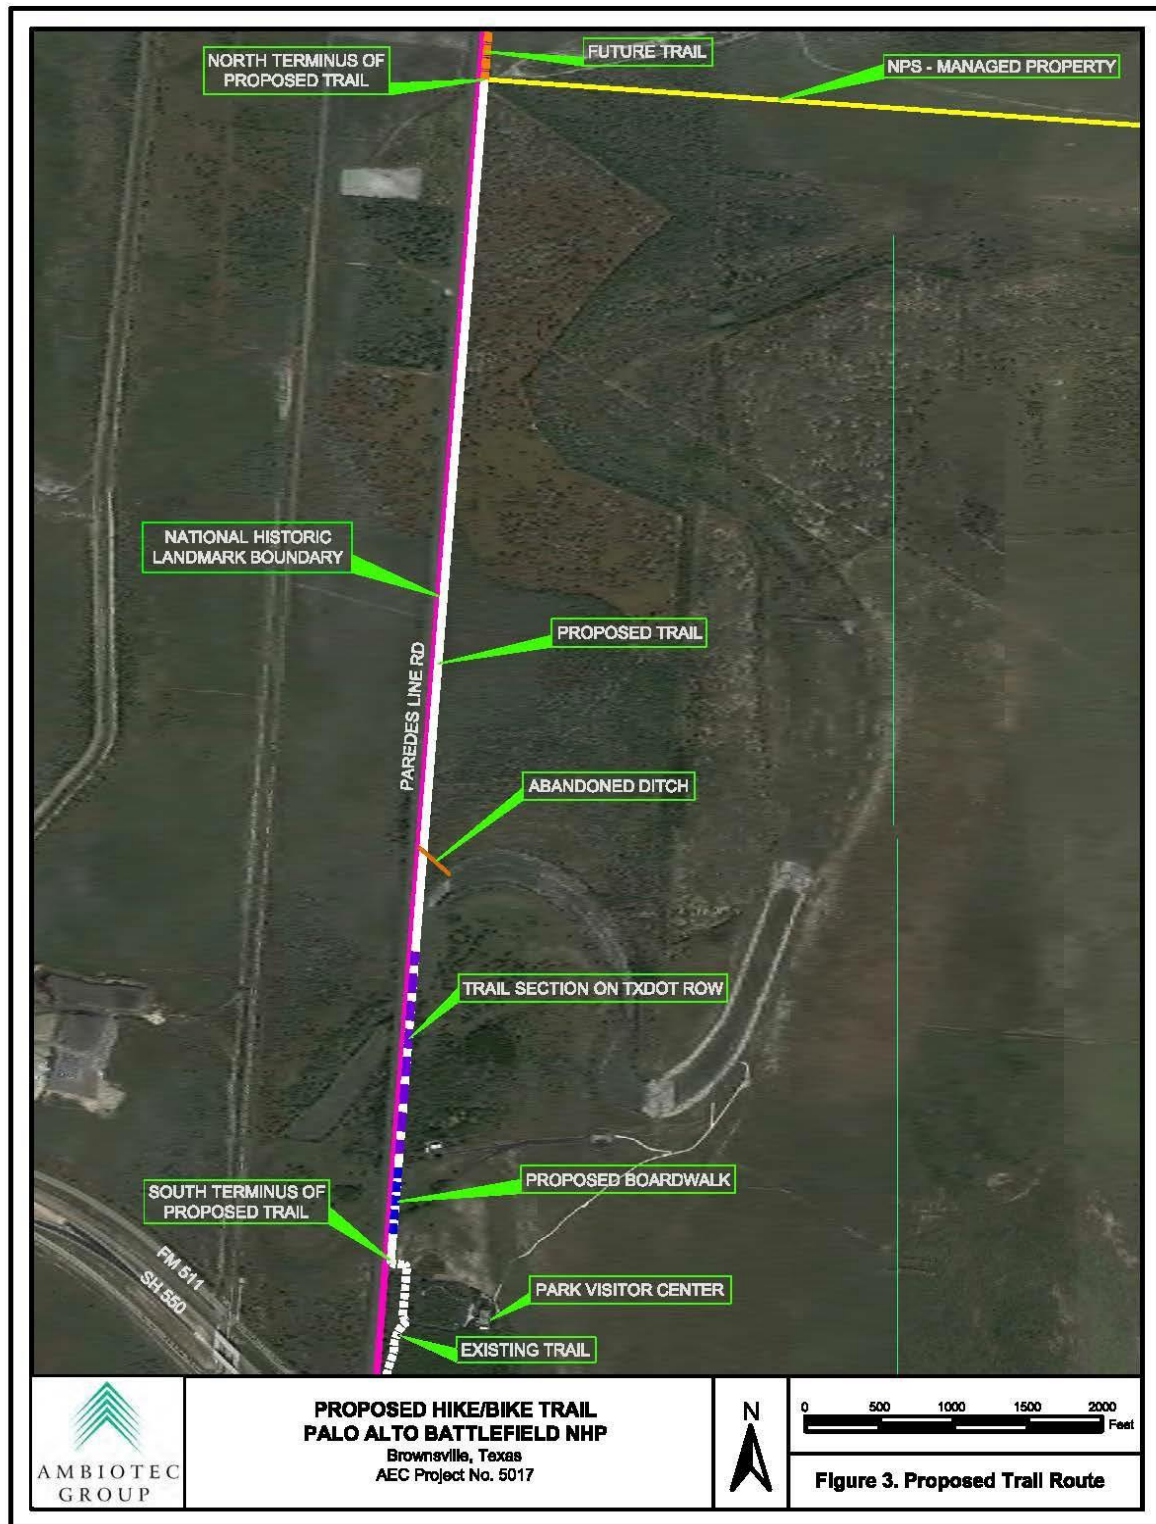 FUTURE TRAIL
NORTH TERMINUS OF
PROPOSED TRAIL
NPS - MANAGED PROPERTY
NATIONAL HISTORIC
LANDMARK BOUNDARY
PROPOSED TRAIL
PAREDES LINE RD
ABANDONED DITCH
TRAIL SECTION ON TXDOT ROW
PROPOSED BOARDWALK
SOUTH TERMINUS OF
PROPOSED TRAIL
FM 511
SH 550
PARK VISITOR CENTER
EXISTING TRAIL
AMBIOTEC
GROUP
PROPOSED HIKE/BIKE TRAIL
PALO ALTO BATTLEFIELD NHP
Brownsville, Texas
AEC Project No. 5017
N
0 500 1000 1500 2000
Feet
Figure 3. Proposed Trail Route